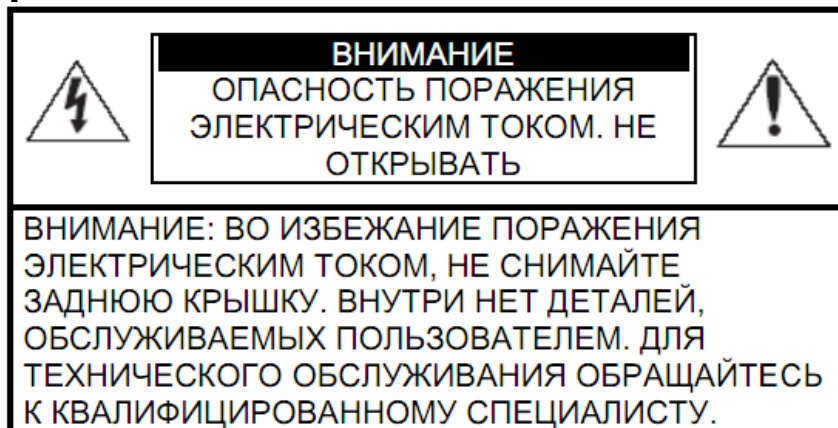 ВНИМАНИЕ
ОПАСНОСТЬ ПОРАЖЕНИЯ
ЭЛЕКТРИЧЕСКИМ ТОКОМ. НЕ
ОТКРЫВАТЬ
ВНИМАНИЕ: ВО ИЗБЕЖАНИЕ ПОРАЖЕНИЯ
ЭЛЕКТРИЧЕСКИМ ТОКОМ, НЕ СНИМАЙТЕ
ЗАДНЮЮ КРЫШКУ. ВНУТРИ НЕТ ДЕТАЛЕЙ,
ОБСЛУЖИВАЕМЫХ ПОЛЬЗОВАТЕЛЕМ. ДЛЯ
ТЕХНИЧЕСКОГО ОБСЛУЖИВАНИЯ ОБРАЩАЙТЕСЬ
К КВАЛИФИЦИРОВАННОМУ СПЕЦИАЛИСТУ.